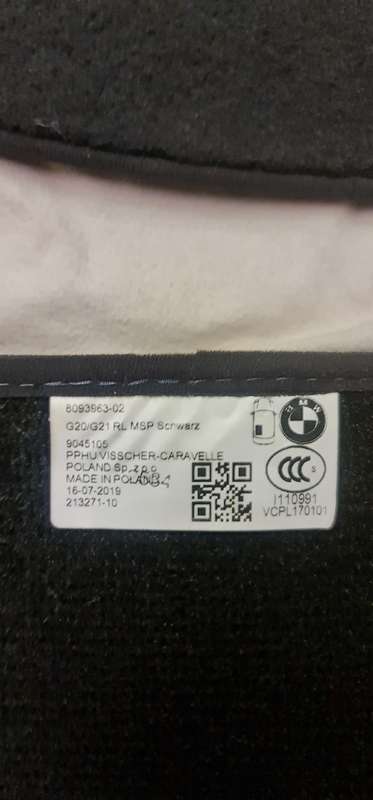 8093963-02
G20/G21 RL MSP Schwarz
9045105
PPHU VISSCHER-CARAVELLE
POLAND Sp. z o.o.
MADE IN POLAND
16-07-2019
213271-10
BMW
CCC S
I110991
VCPL170101